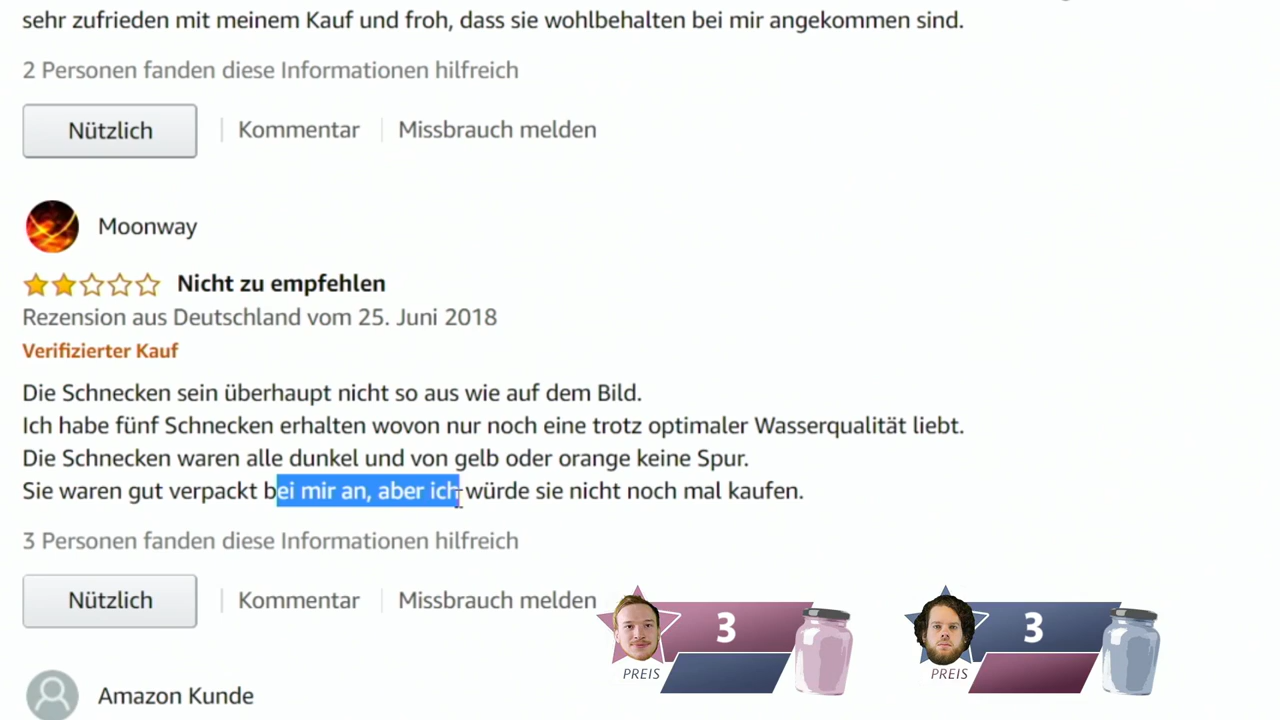 sehr zufrieden mit meinem Kauf und froh, dass sie wohlbehalten bei mir angekommen sind.
2 Personen fanden diese Informationen hilfreich
Nützlich | Kommentar | Missbrauch melden
Moonway
Nicht zu empfehlen
Rezension aus Deutschland vom 25. Juni 2018
Verifizierter Kauf
Die Schnecken sein überhaupt nicht so aus wie auf dem Bild.
Ich habe fünf Schnecken erhalten wovon nur noch eine trotz optimaler Wasserqualität liebt.
Die Schnecken waren alle dunkel und von gelb oder orange keine Spur.
Sie waren gut verpackt bei mir an, aber ich würde sie nicht noch mal kaufen.
3 Personen fanden diese Informationen hilfreich
Nützlich | Kommentar | Missbrauch melden
3
PREIS
3
PREIS
Amazon Kunde